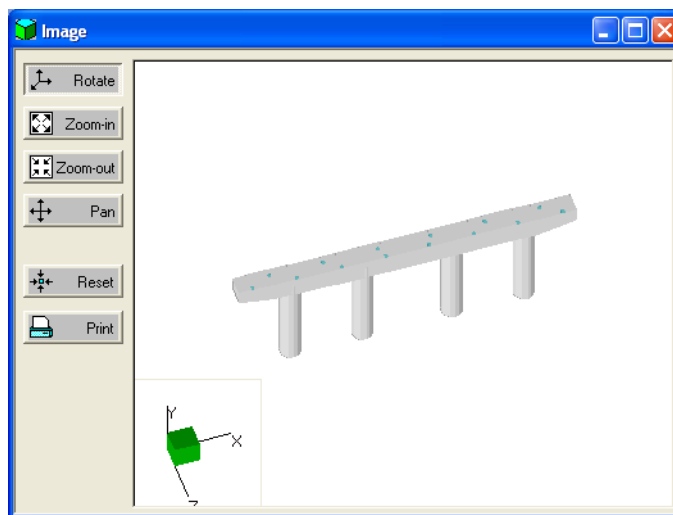 Image
Rotate
Zoom-in
Zoom-out
Pan
Reset
Print
Y
X
Z